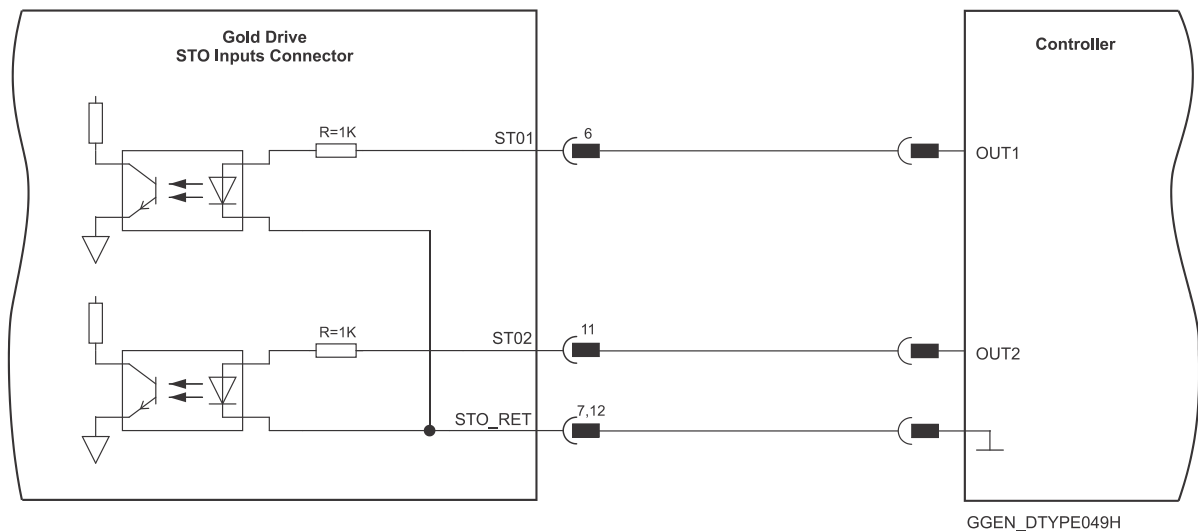 Gold Drive
STO Inputs Connector
Controller
R=1K
ST01
6
OUT1
R=1K
ST02
11
OUT2
STO_RET
7,12
GGEN_DTYPE049H